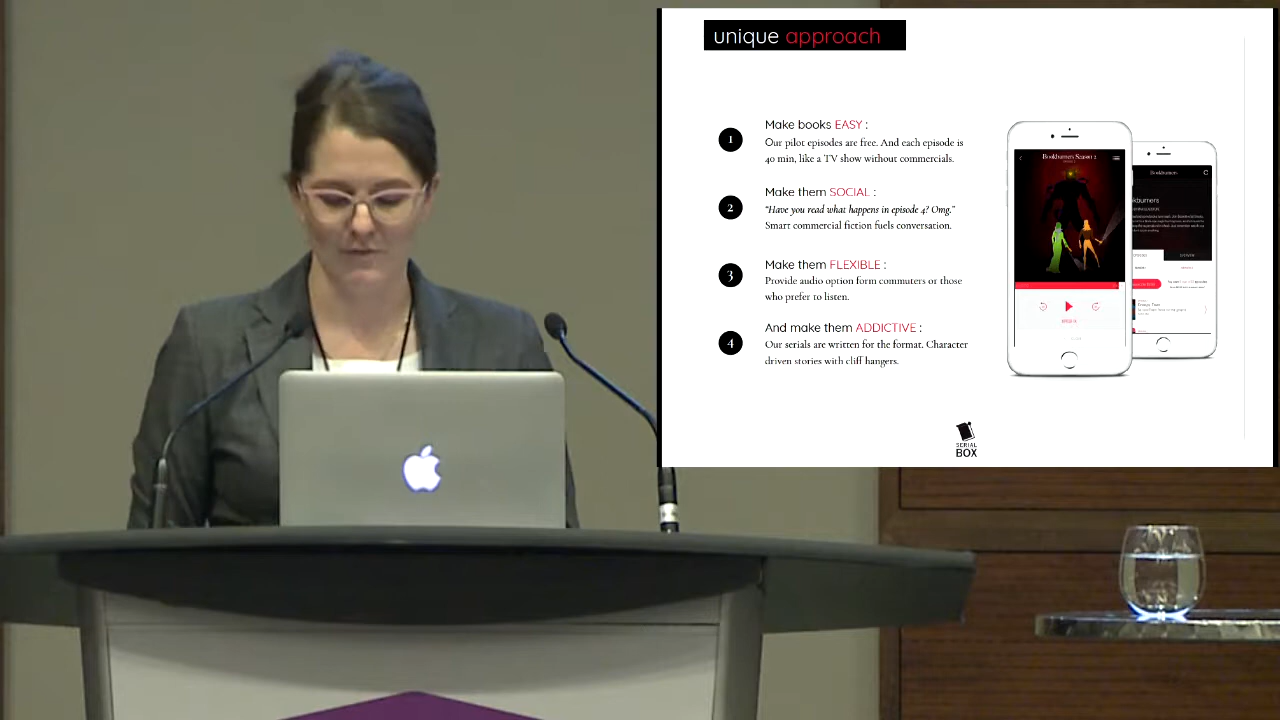 unique approach
1
Make books EASY :
Our pilot episodes are free. And each episode is
40 min, like a TV show without commercials.
2
Make them SOCIAL :
"Have you read what happens in episode 4? Omg."
Smart commercial fiction fuels conversation.
3
Make them FLEXIBLE :
Provide audio option form commuters or those
who prefer to listen.
4
And make them ADDICTIVE :
Our serials are written for the format. Character
driven stories with cliff hangers.
Bookburners Season 2
Bookburners
SERIAL
BOX